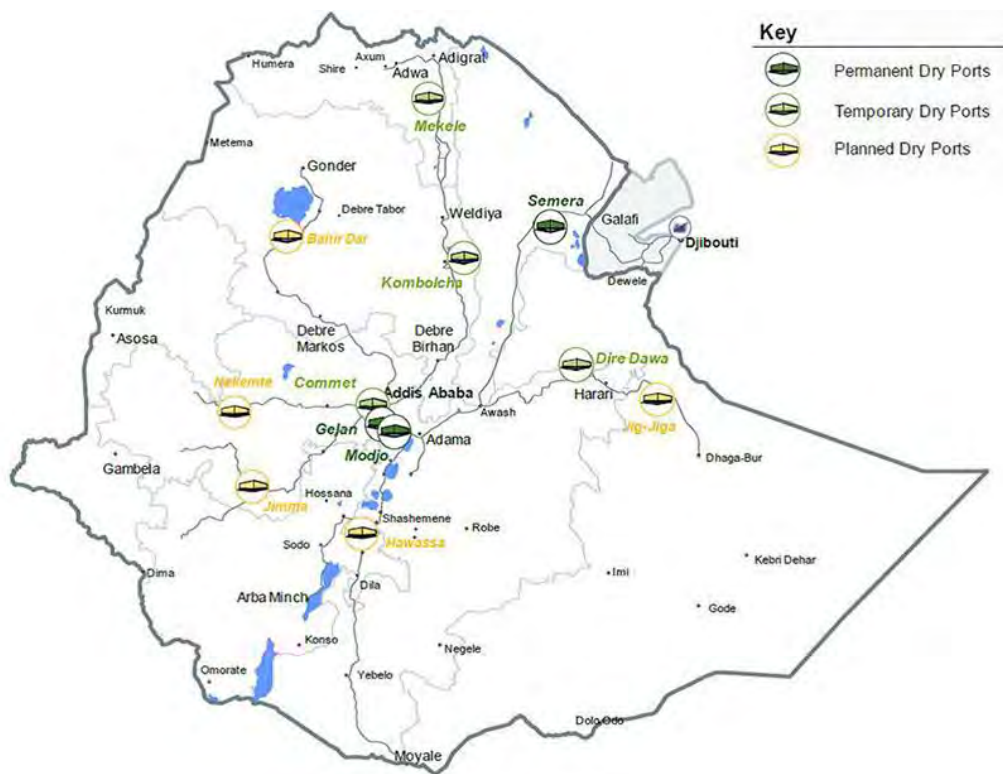 Key
Permanent Dry Ports
Temporary Dry Ports
Planned Dry Ports
Humera
Axum
Shire
Adwa
Adigrat
Mekele
Metema
Gonder
Debre Tabor
Bahir Dar
Weldiya
Semera
Galafi
Djibouti
Kombolcha
Dewele
Kurmuk
Asosa
Debre
Markos
Debre
Birhan
Dire Dawa
Nekemte
Commet
Addis Ababa
Awash
Harari
Jig-Jiga
Gelan
Adama
Modjo
Dhaga-Bur
Gambela
Jimma
Hossana
Shashemene
Robe
Hawassa
Sodo
Dima
Dila
Imi
Kebri Dehar
Arba Minch
Gode
Konso
Negele
Omorate
Yebelo
Dolo Odo
Moyale